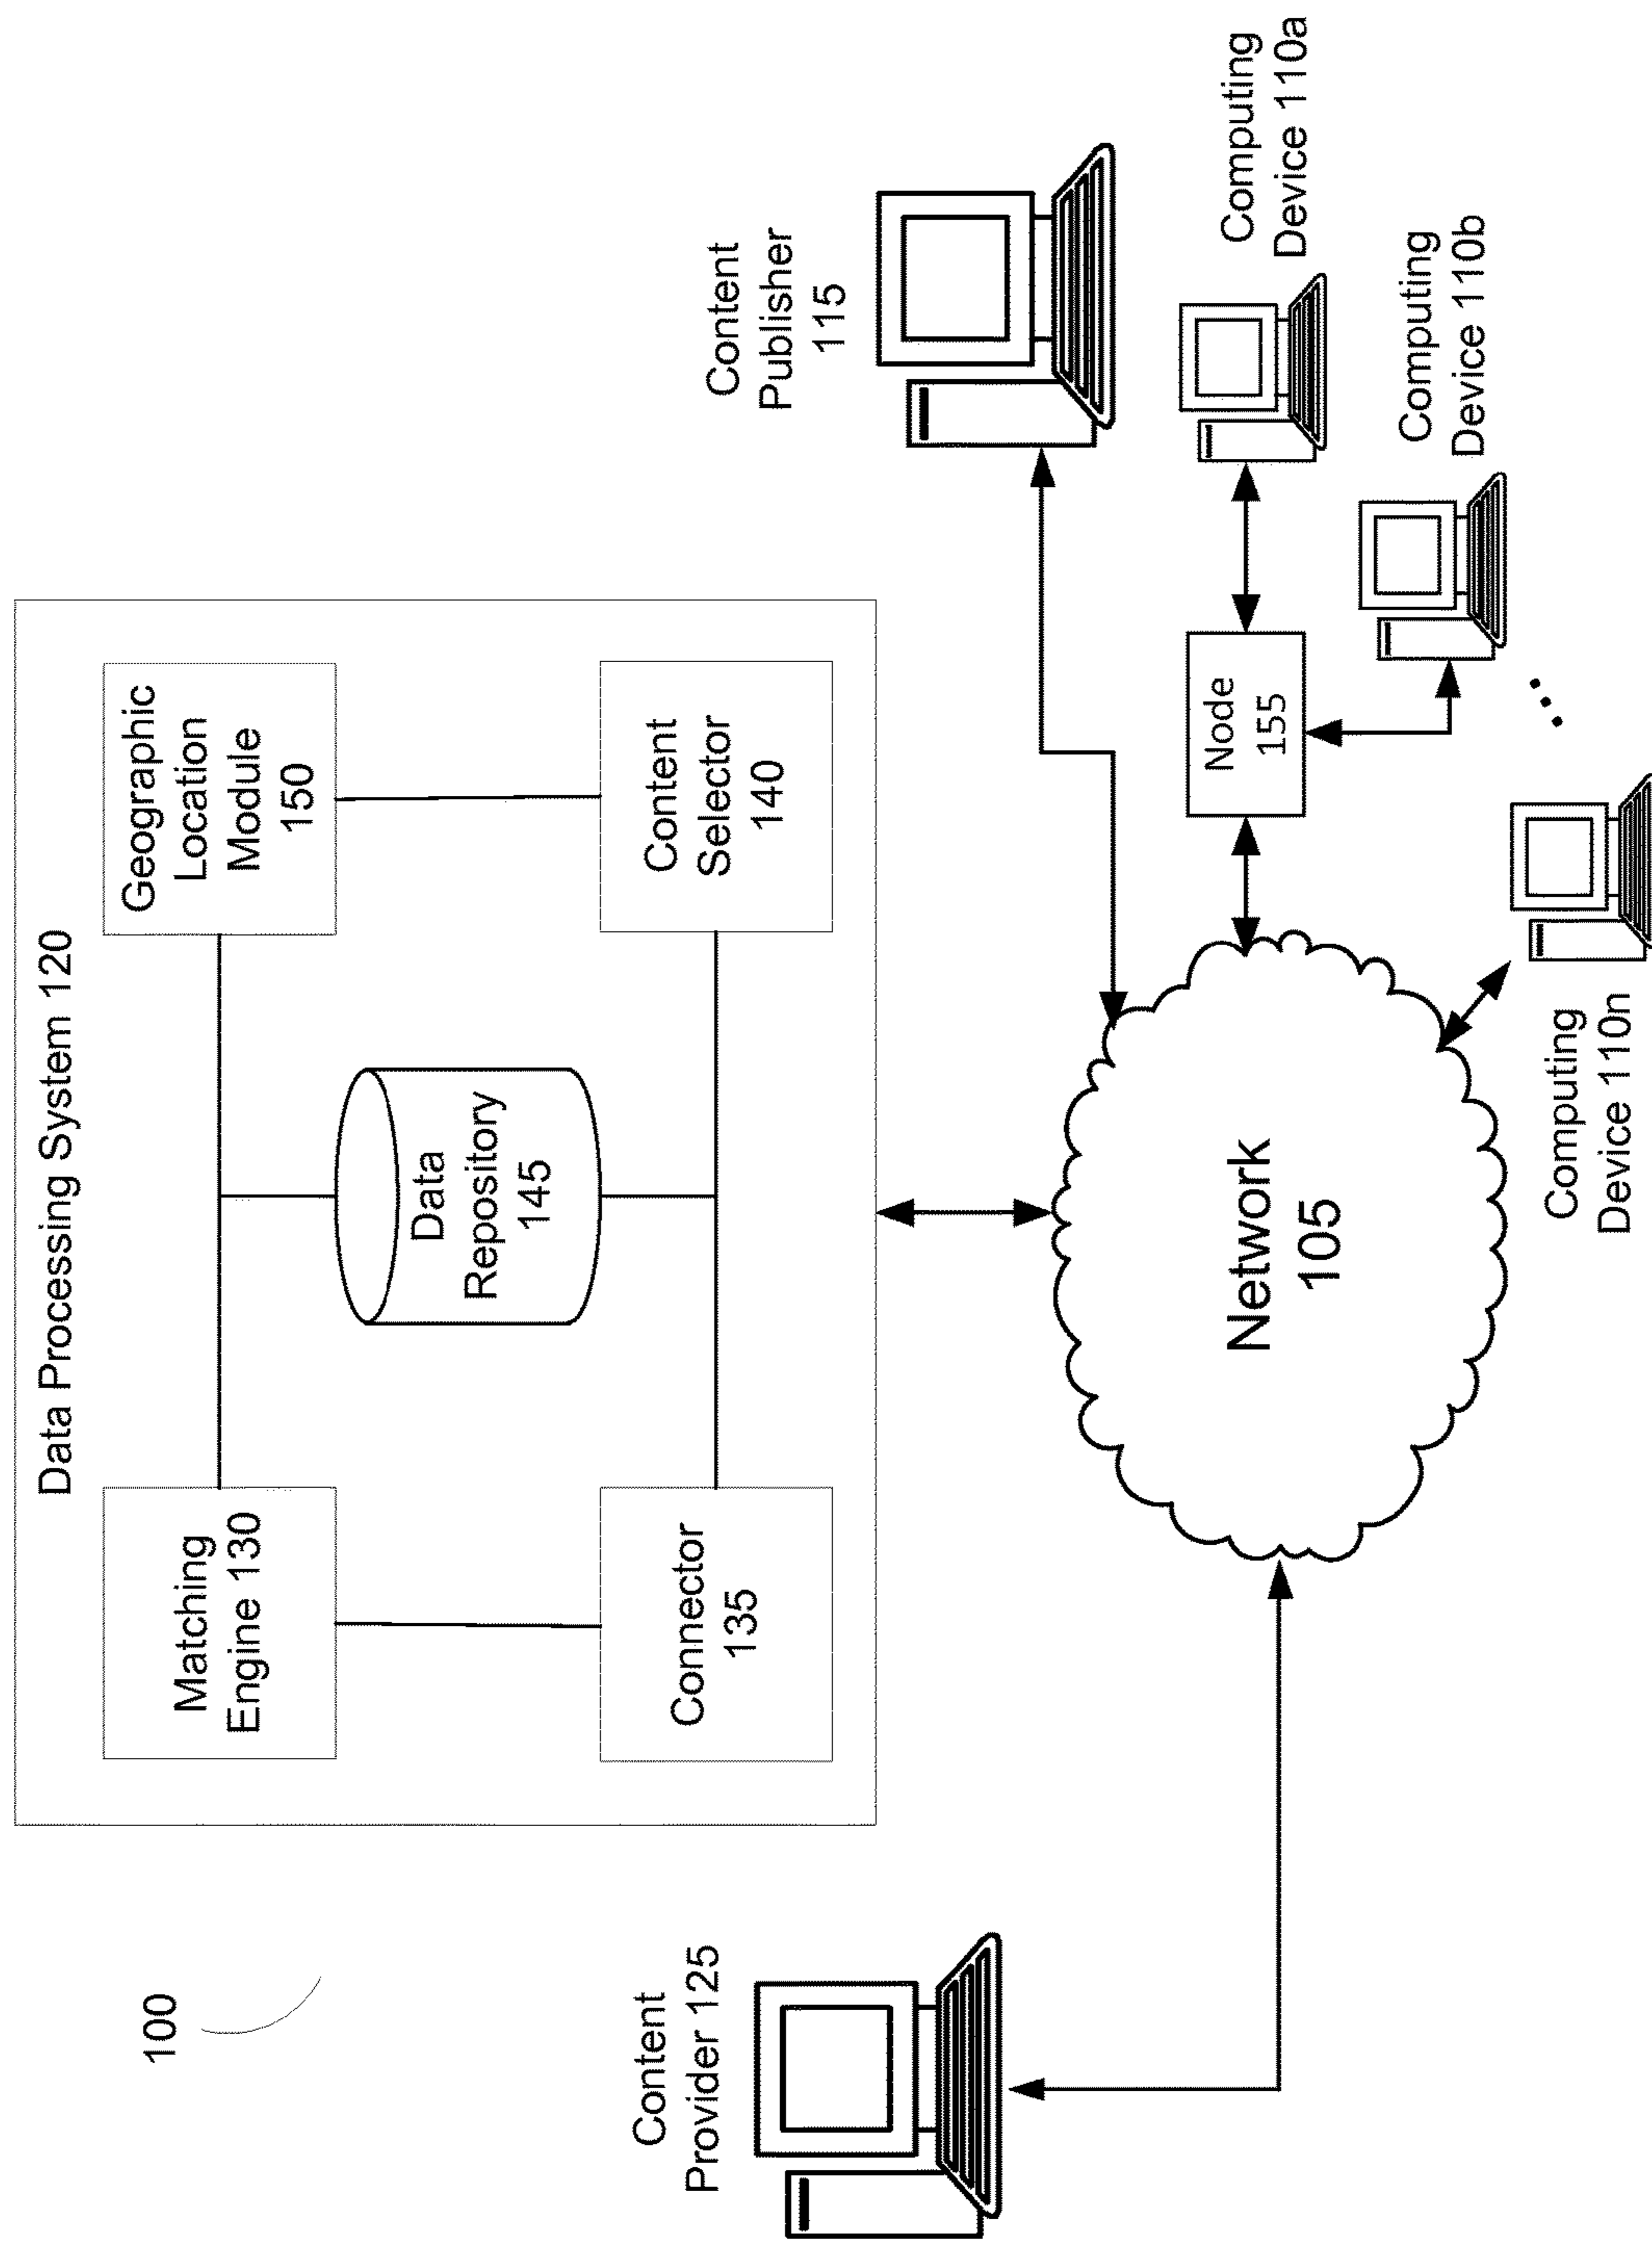 100
Data Processing System 120
Matching
Engine 130
Geographic
Location
Module
150
Data
Repository
145
Connector
135
Content
Selector
140
Content
Provider 125
Content
Publisher
115
Network
105
Node
155
Computing
Device 110a
Computing
Device 110b
Computing
Device 110n